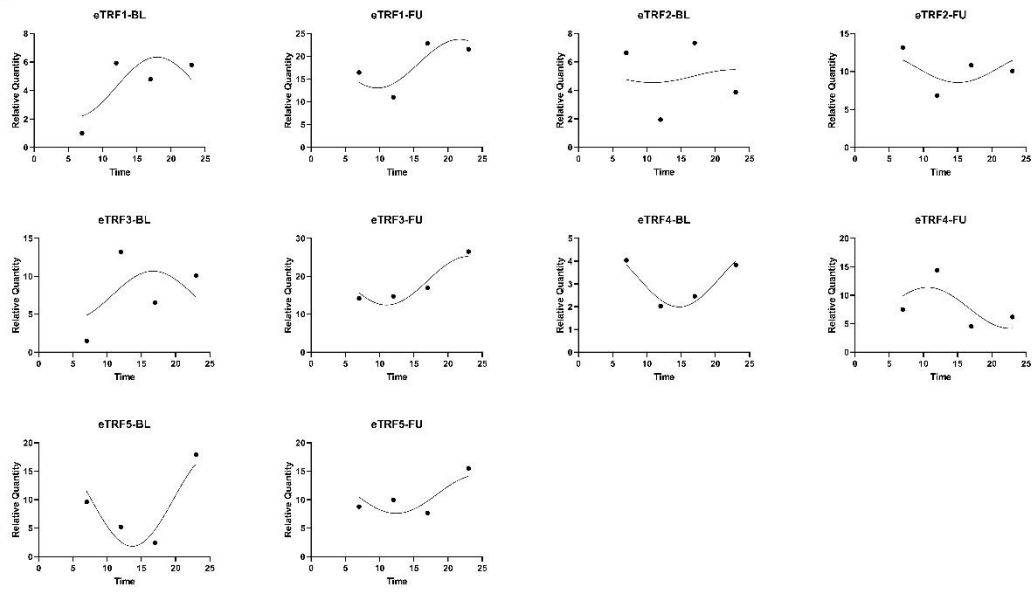 eTRF1-BL
Relative Quantity
8
6
4
2
0
0 5 10 15 20 25
Time
eTRF1-FU
Relative Quantity
25
20
15
10
5
0
0 5 10 15 20 25
Time
eTRF2-BL
Relative Quantity
8
6
4
2
0
0 5 10 15 20 25
Time
eTRF2-FU
Relative Quantity
15
10
5
0
0 5 10 15 20 25
Time
eTRF3-BL
Relative Quantity
15
10
5
0
0 5 10 15 20 25
Time
eTRF3-FU
Relative Quantity
30
20
10
0
0 5 10 15 20 25
Time
eTRF4-BL
Relative Quantity
5
4
3
2
1
0
0 5 10 15 20 25
Time
eTRF4-FU
Relative Quantity
20
15
10
5
0
0 5 10 15 20 25
Time
eTRF5-BL
Relative Quantity
20
15
10
5
0
0 5 10 15 20 25
Time
eTRF5-FU
Relative Quantity
20
15
10
5
0
0 5 10 15 20 25
Time